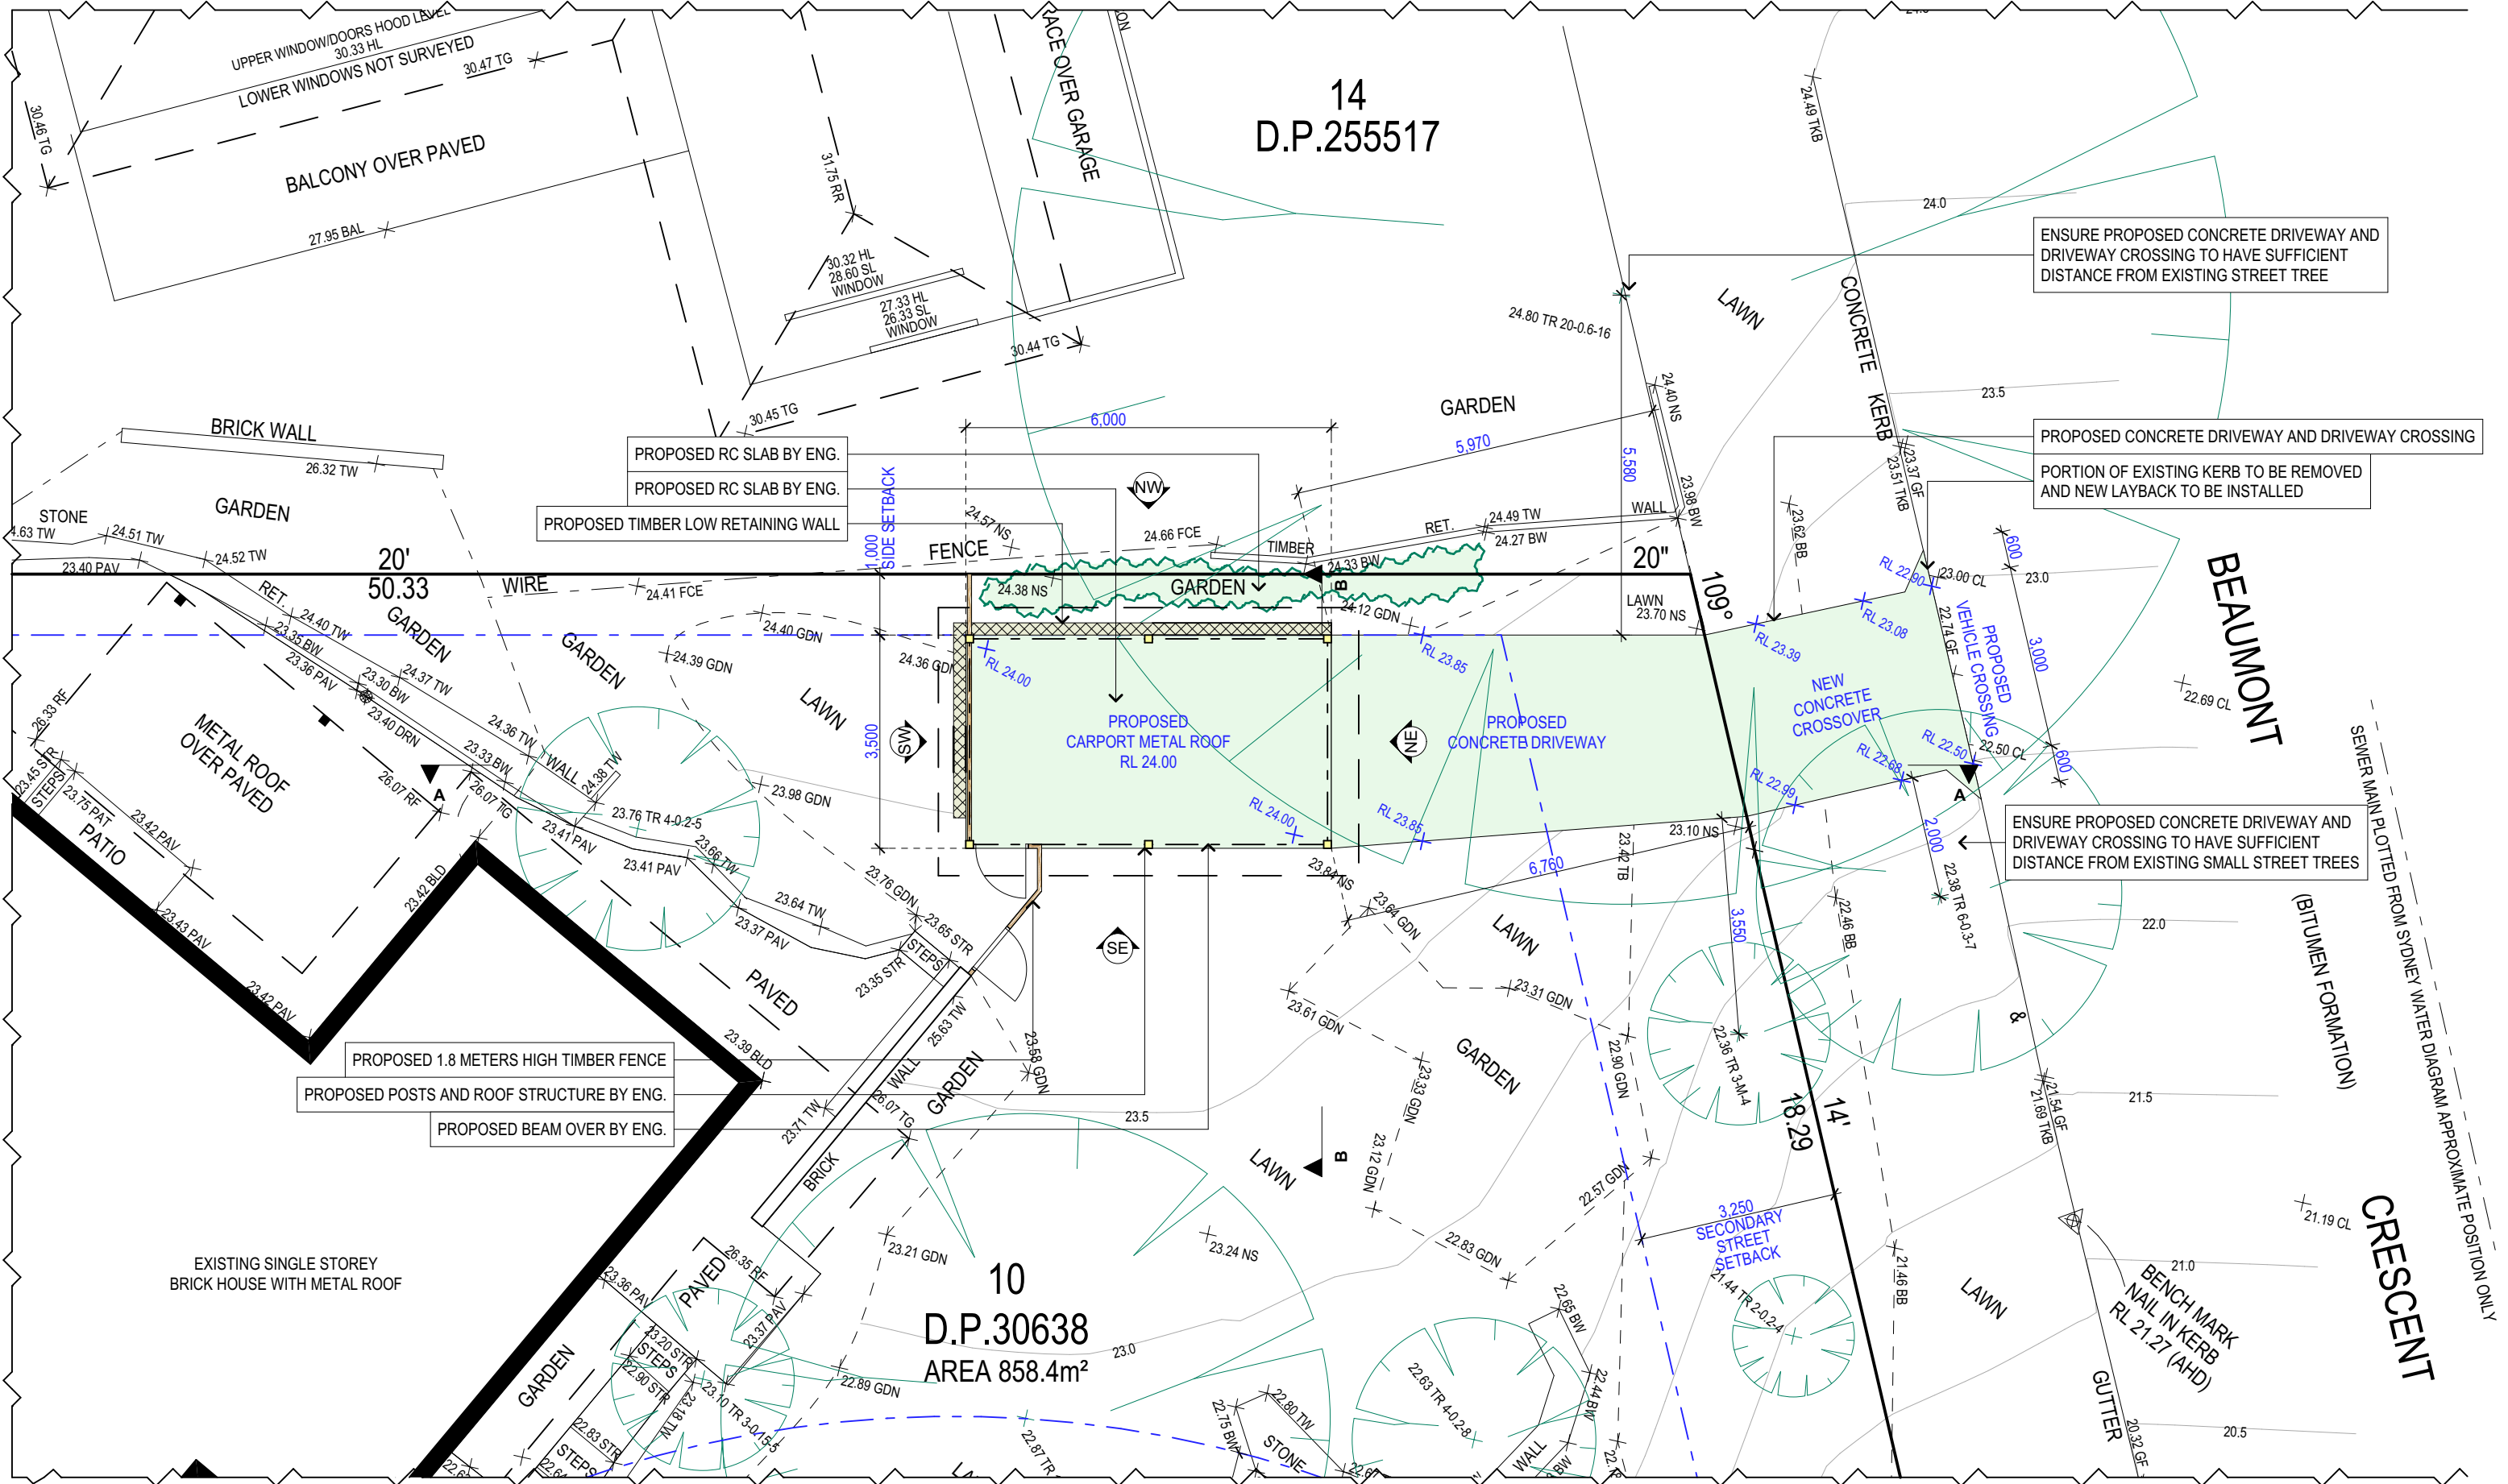 UPPER WINDOW/DOORS HOOD LEVEL
30.33 HL
LOWER WINDOWS NOT SURVEYED
30.47 TG
30.46 TG
BALCONY OVER PAVED
27.95 BAL
31.75 RR
30.32 HL
28.60 SL
WINDOW
27.33 HL
26.33 SL
WINDOW
30.44 TG
30.45 TG
ACE OVER GARAGE
ON
14
D.P.255517
24.49 TKB
24.0
ENSURE PROPOSED CONCRETE DRIVEWAY AND
DRIVEWAY CROSSING TO HAVE SUFFICIENT
DISTANCE FROM EXISTING STREET TREE
LAWN
CONCRETE KERB
24.80 TR 20-0.6-16
23.5
24.40 NS
GARDEN
6,000
5,970
5,580
PROPOSED CONCRETE DRIVEWAY AND DRIVEWAY CROSSING
PORTION OF EXISTING KERB TO BE REMOVED
AND NEW LAYBACK TO BE INSTALLED
23.37 GF
23.51 TKB
BRICK WALL
26.32 TW
PROPOSED RC SLAB BY ENG.
PROPOSED RC SLAB BY ENG.
PROPOSED TIMBER LOW RETAINING WALL
1,000
SIDE SETBACK
NW
GARDEN
STONE
4.63 TW
24.51 TW
24.52 TW
23.40 PAV
20'
50.33
FENCE
WIRE
24.57 NS
24.66 FCE
24.41 FCE
TIMBER
RET.
WALL
24.49 TW
24.27 BW
24.33 BW
23.98 BW
23.62 BB
20"
109°
B
GARDEN
24.38 NS
24.12 GDN
LAWN
23.70 NS
RL 22.90
23.00 CL
23.0
600
3,000
600
BEAUMONT
RET.
24.40 TW
23.35 BW
23.36 PAV
GARDEN
GARDEN
24.40 GDN
24.39 GDN
24.36 GDN
23.30 BW
24.37 TW
23.40 DRN
LAWN
RL 24.00
RL 23.85
RL 23.39
RL 23.08
22.74 GF
PROPOSED
VEHICLE CROSSING
22.69 CL
NEW
CONCRETE
CROSSOVER
26.33 RF
METAL ROOF
OVER PAVED
24.36 TW
WALL
24.38 TW
23.33 BW
3,500
SW
PROPOSED
CARPORT METAL ROOF
RL 24.00
NE
PROPOSED
CONCRETE DRIVEWAY
RL 22.50
22.50 CL
RL 22.68
RL 22.99
A
23.45 STR
STEPS
23.75 PAT
PATIO
23.42 PAV
26.07 RF
A
26.07 TG
23.98 GDN
23.76 TR 4-0.2-5
23.41 PAV
23.41 PAV
23.66 TW
RL 24.00
RL 23.85
23.10 NS
23.42 TB
2,000
22.38 TR 6-0.3-7
ENSURE PROPOSED CONCRETE DRIVEWAY AND
DRIVEWAY CROSSING TO HAVE SUFFICIENT
DISTANCE FROM EXISTING SMALL STREET TREES
SEWER MAIN PLOTTED FROM SYDNEY WATER DIAGRAM APPROXIMATE POSITION ONLY
23.42 BLD
23.43 PAV
23.42 PAV
23.37 PAV
23.64 TW
23.76 GDN
23.65 STR
STEPS
23.35 STR
SE
23.84 NS
6,760
23.64 GDN
3,550
LAWN
22.46 BB
22.0
(BITUMEN FORMATION)
PAVED
25.63 TW
23.61 GDN
23.31 GDN
23.39 BLD
PROPOSED 1.8 METERS HIGH TIMBER FENCE
PROPOSED POSTS AND ROOF STRUCTURE BY ENG.
PROPOSED BEAM OVER BY ENG.
WALL
BRICK
26.07 TG
23.71 TW
GARDEN
23.58 GDN
23.5
GARDEN
23.33 GDN
22.90 GDN
22.36 TR 3-M-4
&
21.54 GF
21.69 TKB
21.5
14'
18.29
B
LAWN
23.12 GDN
22.57 GDN
22.83 GDN
3,250
SECONDARY
STREET
SETBACK
21.19 CL
CRESCENT
EXISTING SINGLE STOREY
BRICK HOUSE WITH METAL ROOF
23.36 PAV
PAVED
26.35 RF
23.37 PAV
23.21 GDN
23.24 NS
10
D.P.30638
AREA 858.4m²
23.0
22.89 GDN
21.44 TR 2-0.2-4
21.46 BB
LAWN
21.0
BENCH MARK
NAIL IN KERB
RL 21.27 (AHD)
GARDEN
23.20 STR
STEPS
22.90 STR
23.10 TR 3-0.15-5
23.18 TW
22.83 STR
STEPS
22.65 BW
22.44 BW
22.63 TR 4-0.2-8
22.75 BW
22.80 TW
STONE
WALL
22.87 TR
GUTTER
20.32 GF
20.5